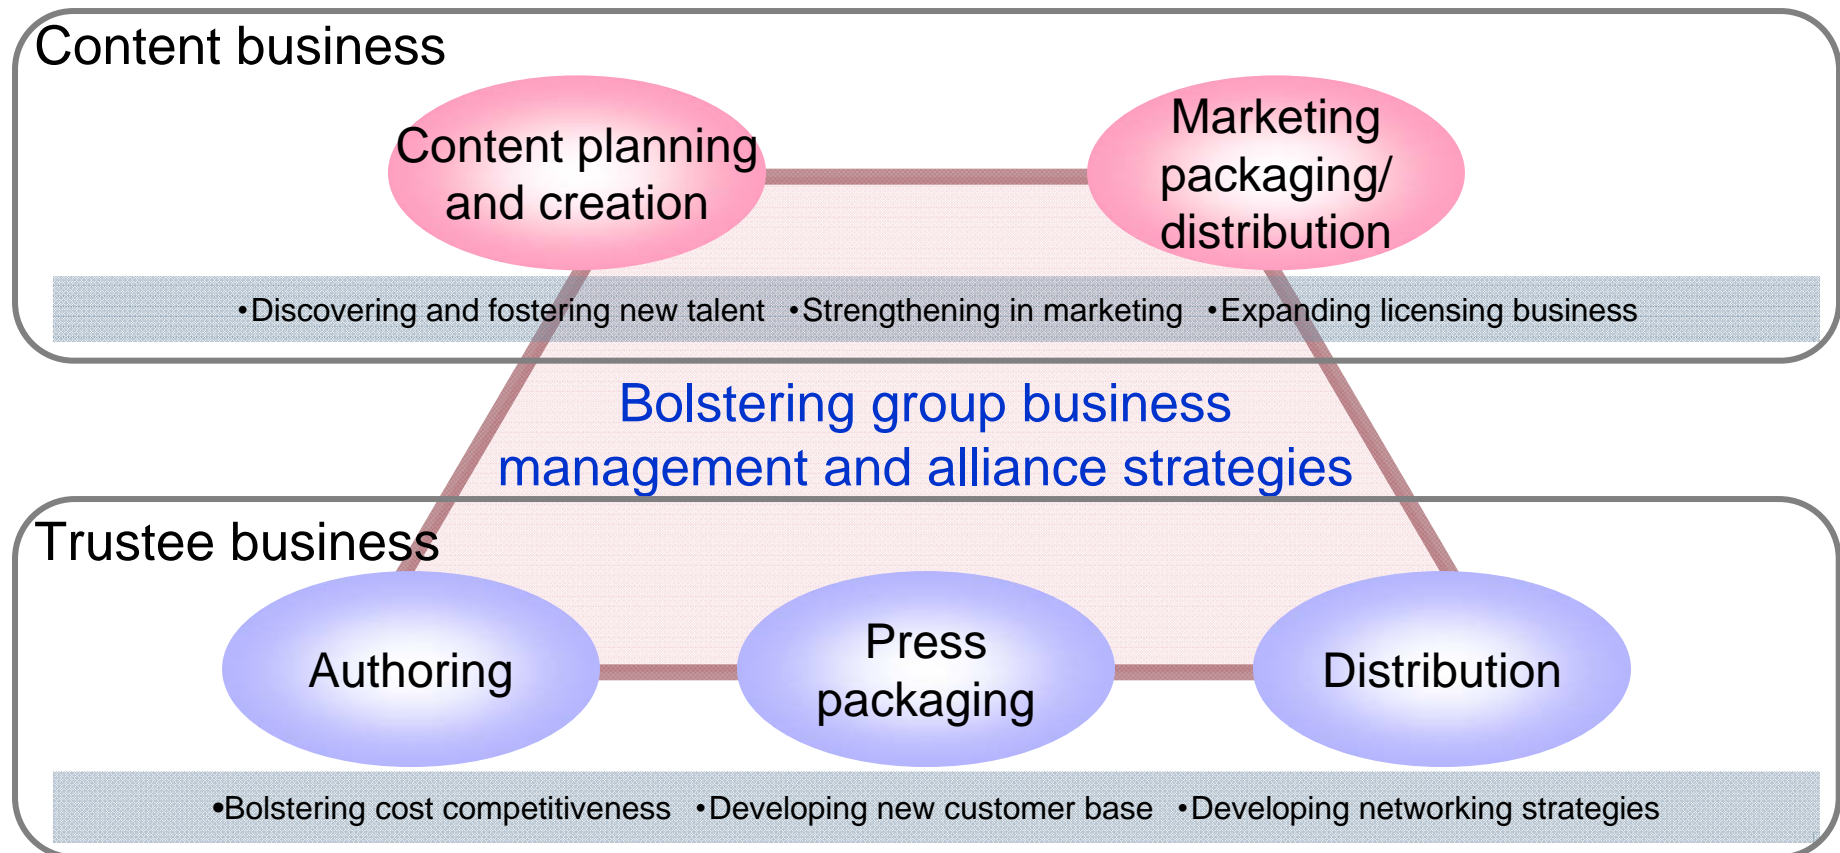 Content business
Content planning
and creation
Marketing
packaging/
distribution
•Discovering and fostering new talent •Strengthening in marketing •Expanding licensing business
Bolstering group business
management and alliance strategies
Trustee business
Authoring
Press
packaging
Distribution
•Bolstering cost competitiveness •Developing new customer base •Developing networking strategies